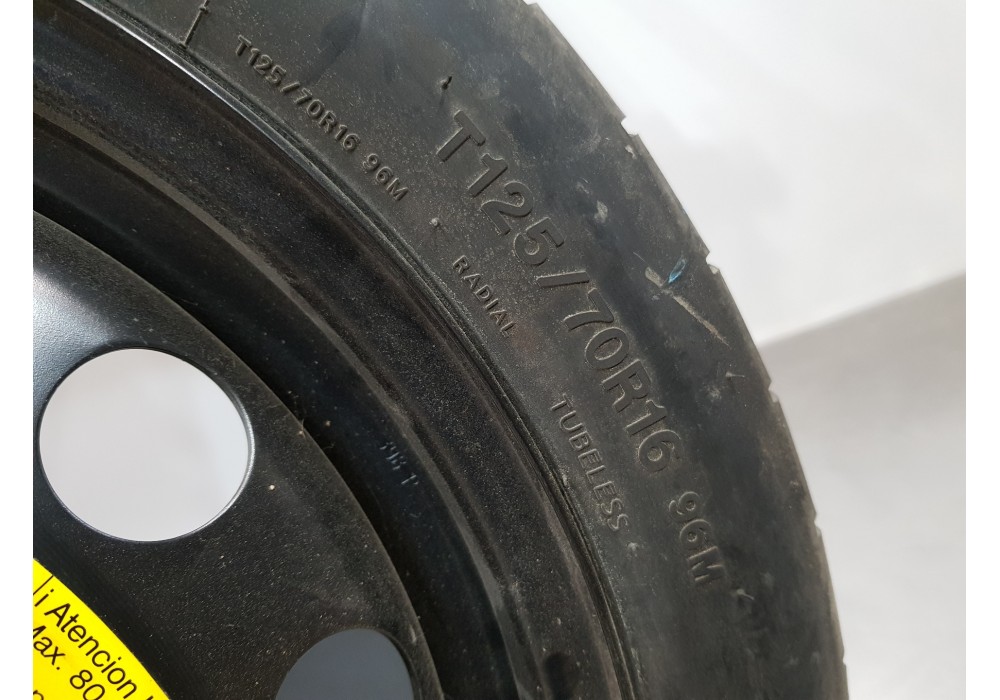 T125/70R16 96M
T125/70R16 96M
RADIAL
TUBELESS
¡ Atencion !
Max. 80